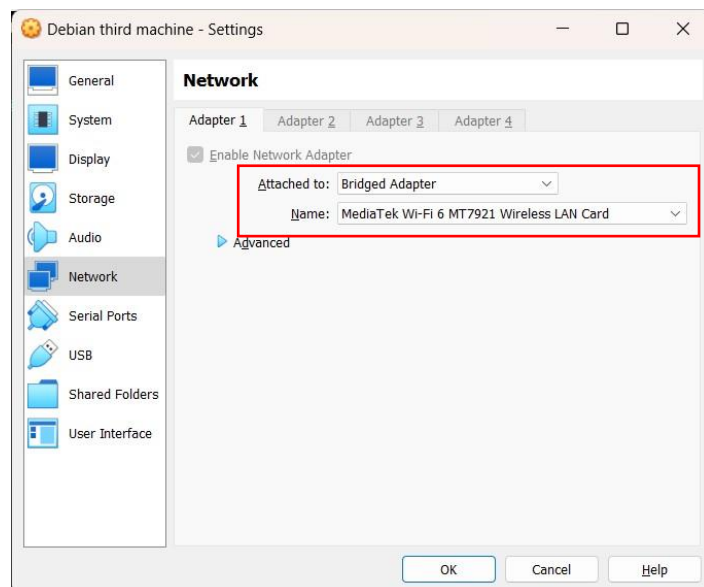 Debian third machine - Settings
General
System
Display
Storage
Audio
Network
Serial Ports
USB
Shared Folders
User Interface
Network
Adapter 1 Adapter 2 Adapter 3 Adapter 4
Enable Network Adapter
Attached to: Bridged Adapter
Name: MediaTek Wi-Fi 6 MT7921 Wireless LAN Card
Advanced
OK Cancel Help